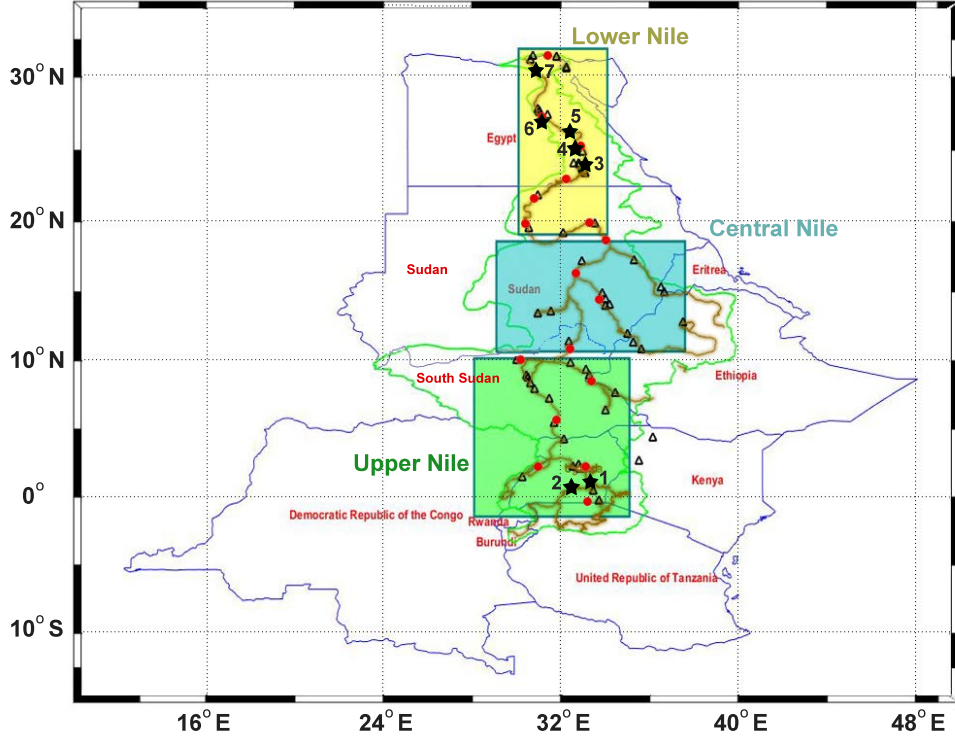 Lower Nile
30° N
7
5
6
Egypt
4
3
20° N
Central Nile
Sudan
Eritrea
Sudan
10° N
South Sudan
Ethiopia
Upper Nile
2
1
Kenya
0°
Democratic Republic of the Congo
Rwanda
Burundi
United Republic of Tanzania
10° S
16° E
24° E
32° E
40° E
48° E